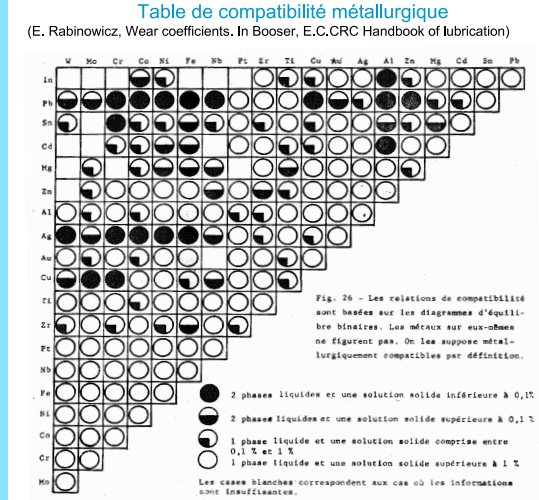 Table de compatibilité métallurgique
(E. Rabinowicz, Wear coefficients. In Booser, E.C.CRC Handbook of lubrication)
W Mo Cr Co Ni Fe Nb Pt Zr Ti Cu Au Ag Al Zn Mg Cd Sn Pb
In
Pb
Sn
Cd
Mg
Zn
Al
Ag
Au
Cu
Ti
Zr
Pt
Nb
Fe
Ni
Co
Cr
Mo
Fig. 26 - Les relations de compatibilité
sont basées sur les diagrammes d'équili-
bre binaires. Les métaux sur eux-mêmes
ne figurent pas. On les suppose métal-
lurgiquement compatibles par définition.
2 phases liquides et une solution solide inférieure à 0,1%
2 phases liquides et une solution solide supérieure à 0,1 %
1 phase liquide et une solution solide comprise entre
0,1 % et 1 %
1 phase liquide et une solution solide supérieure à 1 %
Les cases blanches correspondent aux cas où les informations
sont insuffisantes.